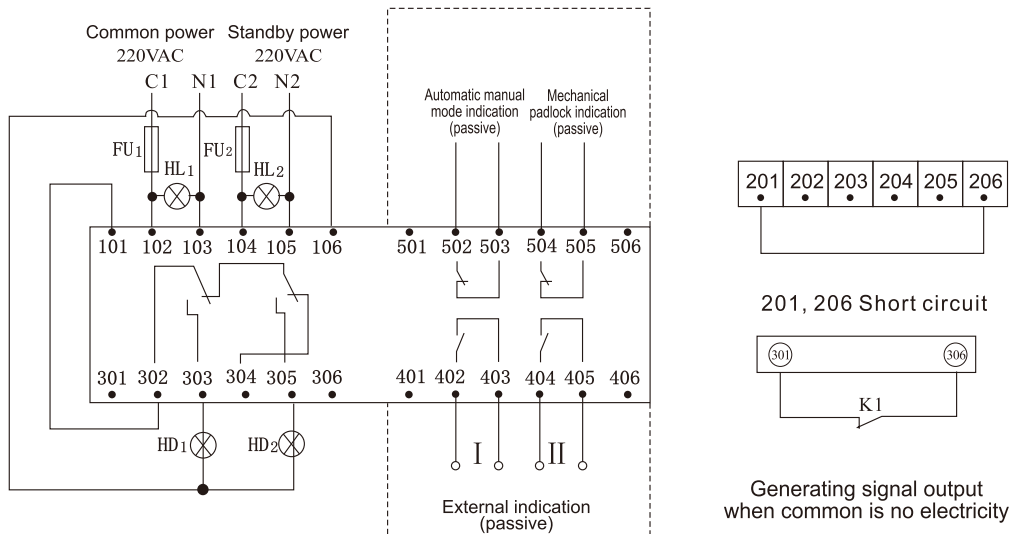 Common power Standby power
220VAC 220VAC
C1 N1 C2 N2
Automatic manual
mode indication
(passive)
Mechanical
padlock indication
(passive)
FU1 HL1 FU2 HL2
101 102 103 104 105 106 501 502 503 504 505 506
301 302 303 304 305 306 401 402 403 404 405 406
HD1 HD2
I II
External indication
(passive)
201 202 203 204 205 206
201, 206 Short circuit
301 306
K1
Generating signal output
when common is no electricity